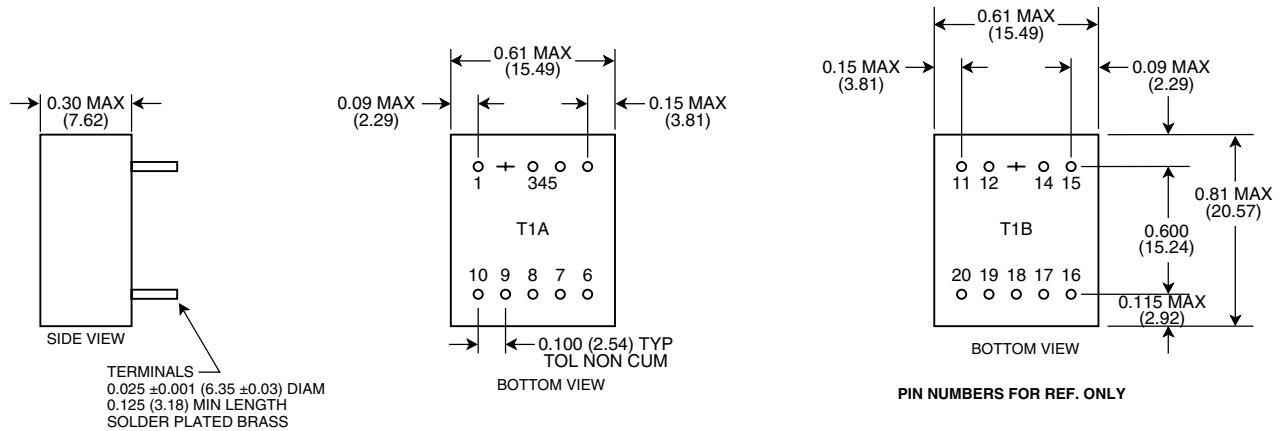 0.30 MAX
(7.62)
SIDE VIEW
TERMINALS
0.025 ±0.001 (6.35 ±0.03) DIAM
0.125 (3.18) MIN LENGTH
SOLDER PLATED BRASS
0.61 MAX
(15.49)
0.09 MAX
(2.29)
0.15 MAX
(3.81)
1 345
T1A
10 9 8 7 6
0.100 (2.54) TYP
TOL NON CUM
BOTTOM VIEW
0.61 MAX
(15.49)
0.15 MAX
(3.81)
0.09 MAX
(2.29)
11 12 14 15
T1B
20 19 18 17 16
0.81 MAX
(20.57)
0.600
(15.24)
0.115 MAX
(2.92)
BOTTOM VIEW
PIN NUMBERS FOR REF. ONLY